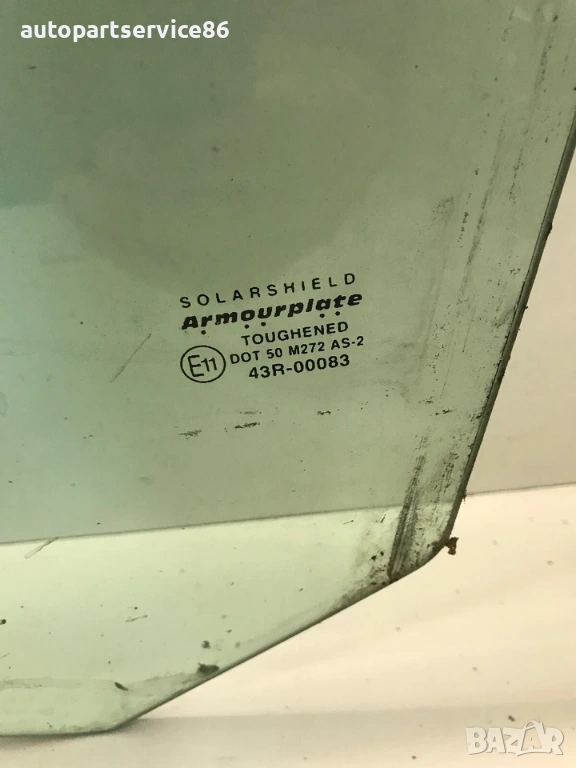 autopartservice86
SOLARSHIELD
Armourplate
TOUGHENED
E11 DOT 50 M272 AS-2
43R-00083
BAZAR